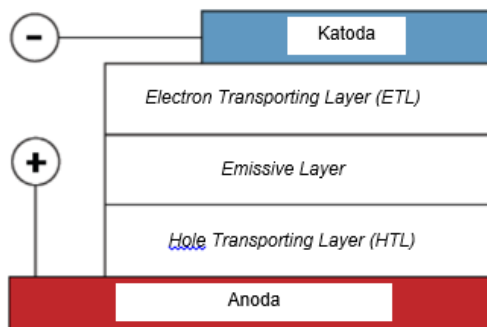 -
Katoda
Electron Transporting Layer (ETL)
+
Emissive Layer
Hole Transporting Layer (HTL)
Anoda